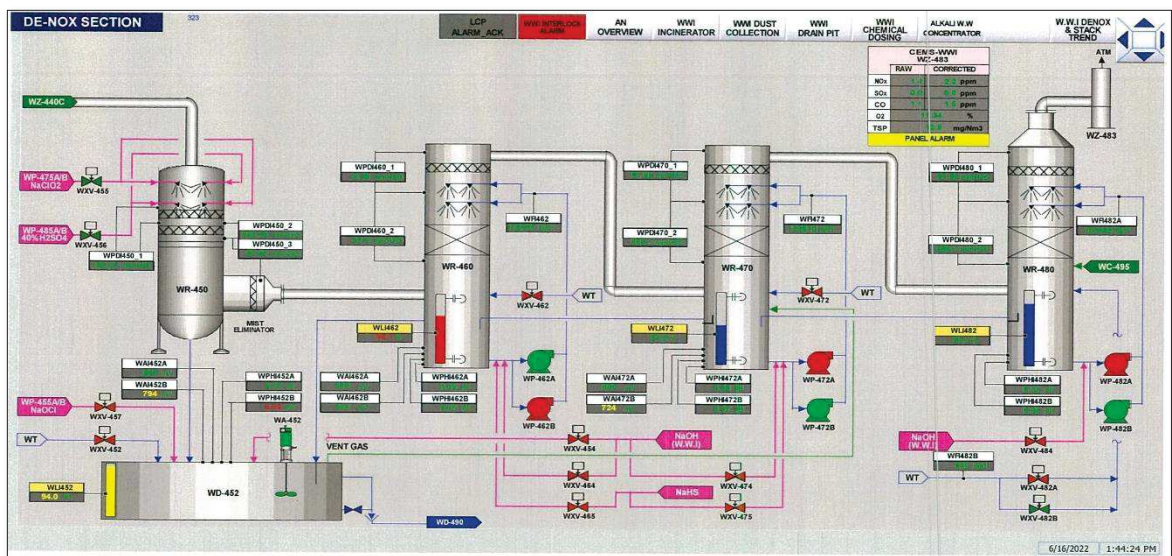 DE-NOX SECTION
323
LCP
ALARM_ACK
WWI INTERLOCK
ALARM
AN
OVERVIEW
WWI
INCINERATOR
WWI DUST
COLLECTION
WWI
DRAIN PIT
WWI
CHEMICAL
DOSING
ALKALI W.W
CONCENTRATOR
W.W.I DENOX
& STACK
TREND
CEMS-WWI
WZ-483
RAW
CORRECTED
NOx
ppm
SOx
ppm
CO
ppm
O2
%
TSP
mg/Nm3
PANEL ALARM
ATM
WZ-483
WZ-440C
WP-475A/B
NaClO2
WXV-455
WP-485A/B
40%H2SO4
WXV-456
WPDI450_1
WPDI450_2
WPDI450_3
WR-450
MIST
ELIMINATOR
WPDI460_1
WPDI460_2
WR-460
WFI462
WXV-462
WT
WLI462
WAI462A
WAI462B
WPHI462A
WPHI462B
WP-462A
WP-462B
WPDI470_1
WPDI470_2
WR-470
WFI472
WXV-472
WT
WLI472
WAI472A
WAI472B
724
WPHI472A
WPHI472B
WP-472A
WP-472B
WPDI480_1
WPDI480_2
WR-480
WFI482A
WC-495
WLI482
WPHI482A
WPHI482B
WP-482A
WP-482B
WAI452A
WAI452B
794
WPHI452A
WPHI452B
WP-455A/B
NaOCl
WXV-457
WT
WXV-452
WA-452
VENT GAS
WLI452
94.0
WD-452
WD-490
WXV-454
NaOH
(W.W.I)
WXV-464
WXV-474
NaHS
WXV-465
WXV-475
NaOH
(W.W.I)
WXV-484
WFI482B
WT
WXV-482A
WXV-482B
6/16/2022
1:44:24 PM